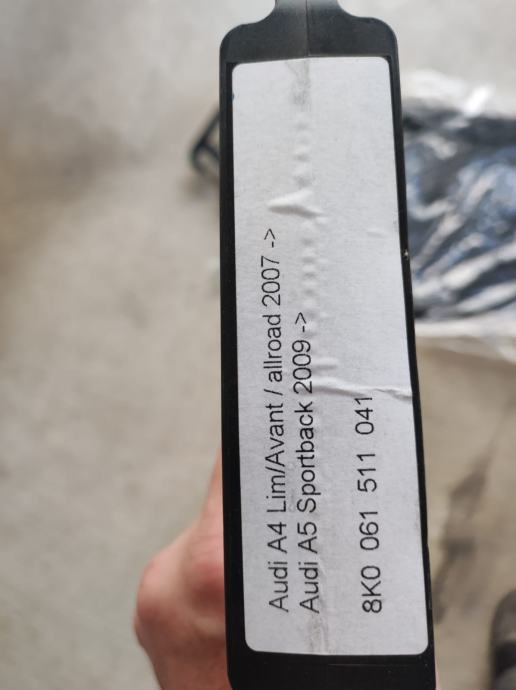 Audi A4 Lim/Avant / allroad 2007 ->
Audi A5 Sportback 2009 ->
8K0 061 511 041